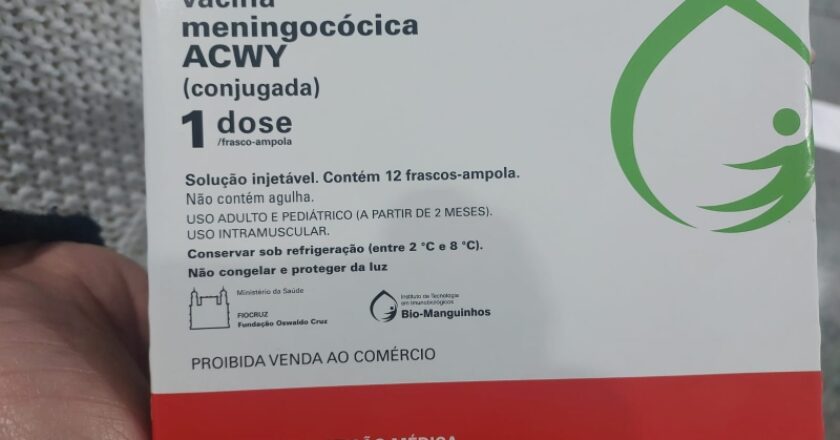 vacina
meningocócica
ACWY
(conjugada)
1 dose
/frasco-ampola
Solução injetável. Contém 12 frascos-ampola.
Não contém agulha.
USO ADULTO E PEDIÁTRICO (A PARTIR DE 2 MESES).
USO INTRAMUSCULAR.
Conservar sob refrigeração (entre 2 °C e 8 °C).
Não congelar e proteger da luz
Ministério da Saúde
FIOCRUZ
Fundação Oswaldo Cruz
Instituto de Tecnologia
em Imunobiológicos
Bio-Manguinhos
PROIBIDA VENDA AO COMÉRCIO
MÉDICA